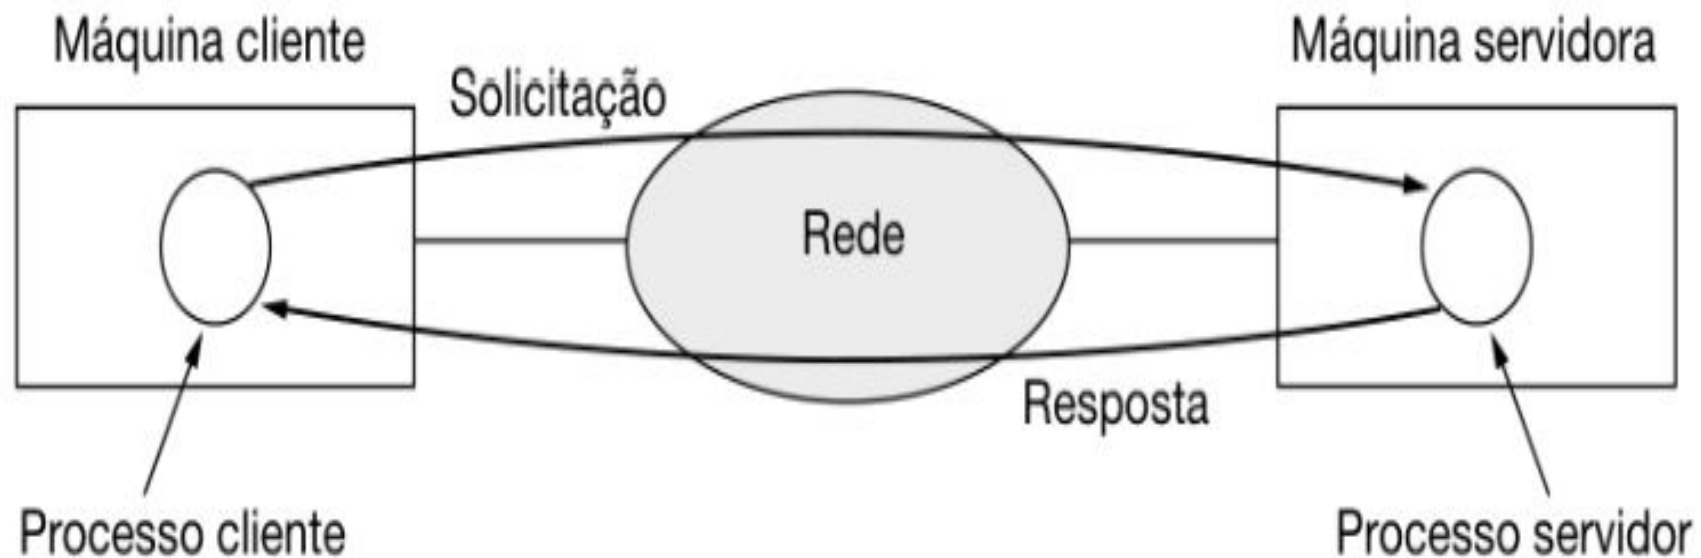 Máquina cliente
Máquina servidora
Solicitação
Rede
Resposta
Processo cliente
Processo servidor